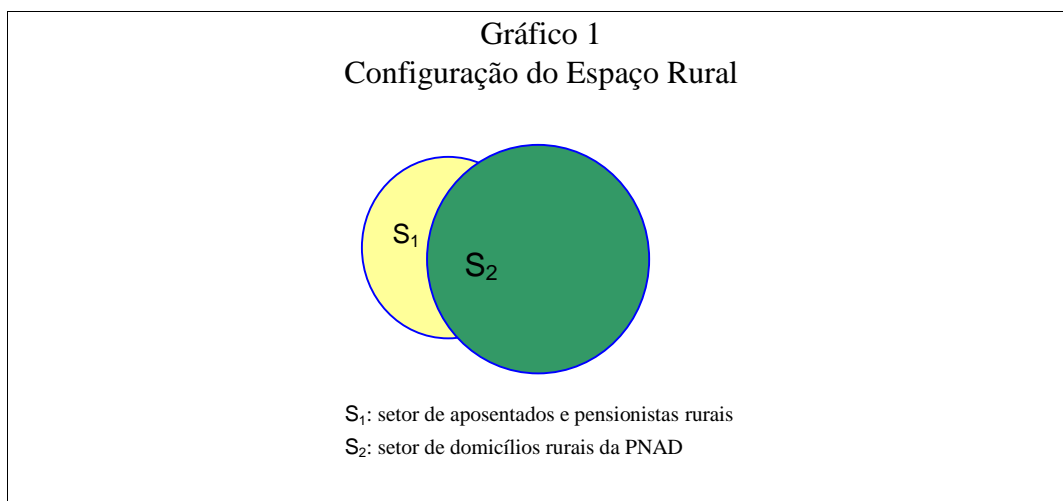 Gráfico 1
Configuração do Espaço Rural
S₁
S₂
S₁: setor de aposentados e pensionistas rurais
S₂: setor de domicílios rurais da PNAD